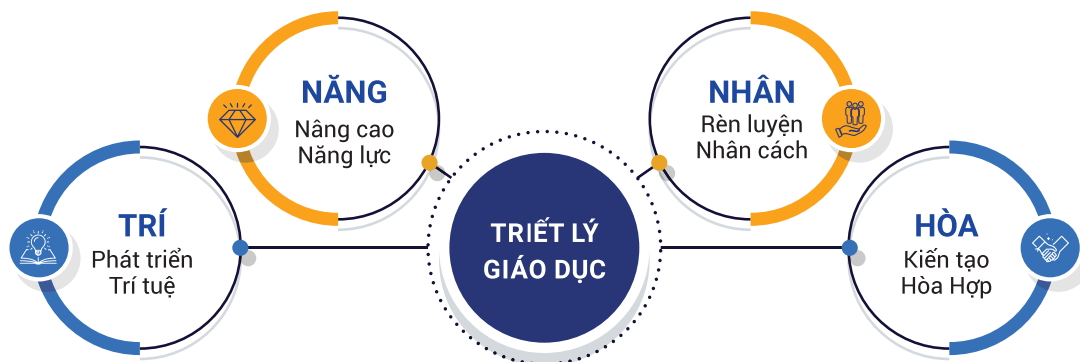 TRÍ
Phát triển
Trí tuệ
NĂNG
Nâng cao
Năng lực
TRIẾT LÝ
GIÁO DỤC
NHÂN
Rèn luyện
Nhân cách
HÒA
Kiến tạo
Hòa Hợp